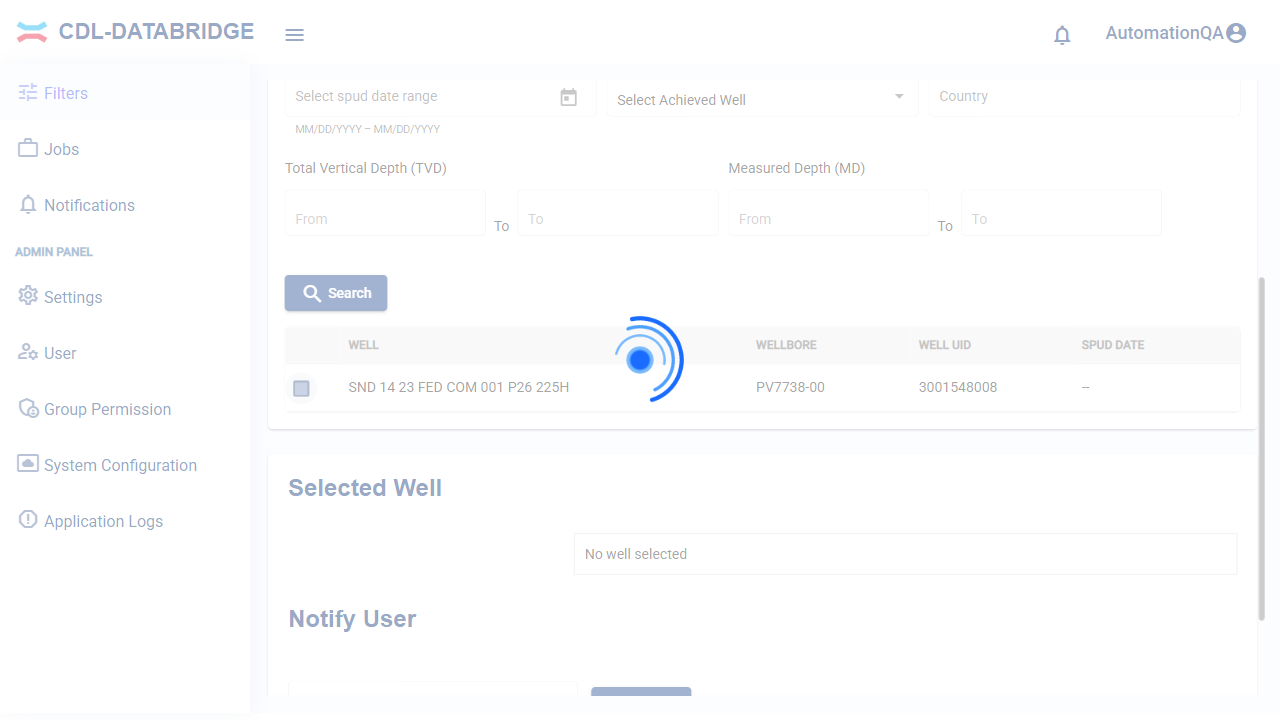 CDL-DATABRIDGE
AutomationQA
Filters
Jobs
Notifications
ADMIN PANEL
Settings
User
Group Permission
System Configuration
Application Logs
Select spud date range
Select Achieved Well
Country
MM/DD/YYYY – MM/DD/YYYY
Total Vertical Depth (TVD)
Measured Depth (MD)
From To To From To To
Search
WELL WELLBORE WELL UID SPUD DATE
SND 14 23 FED COM 001 P26 225H PV7738-00 3001548008 –
Selected Well
No well selected
Notify User